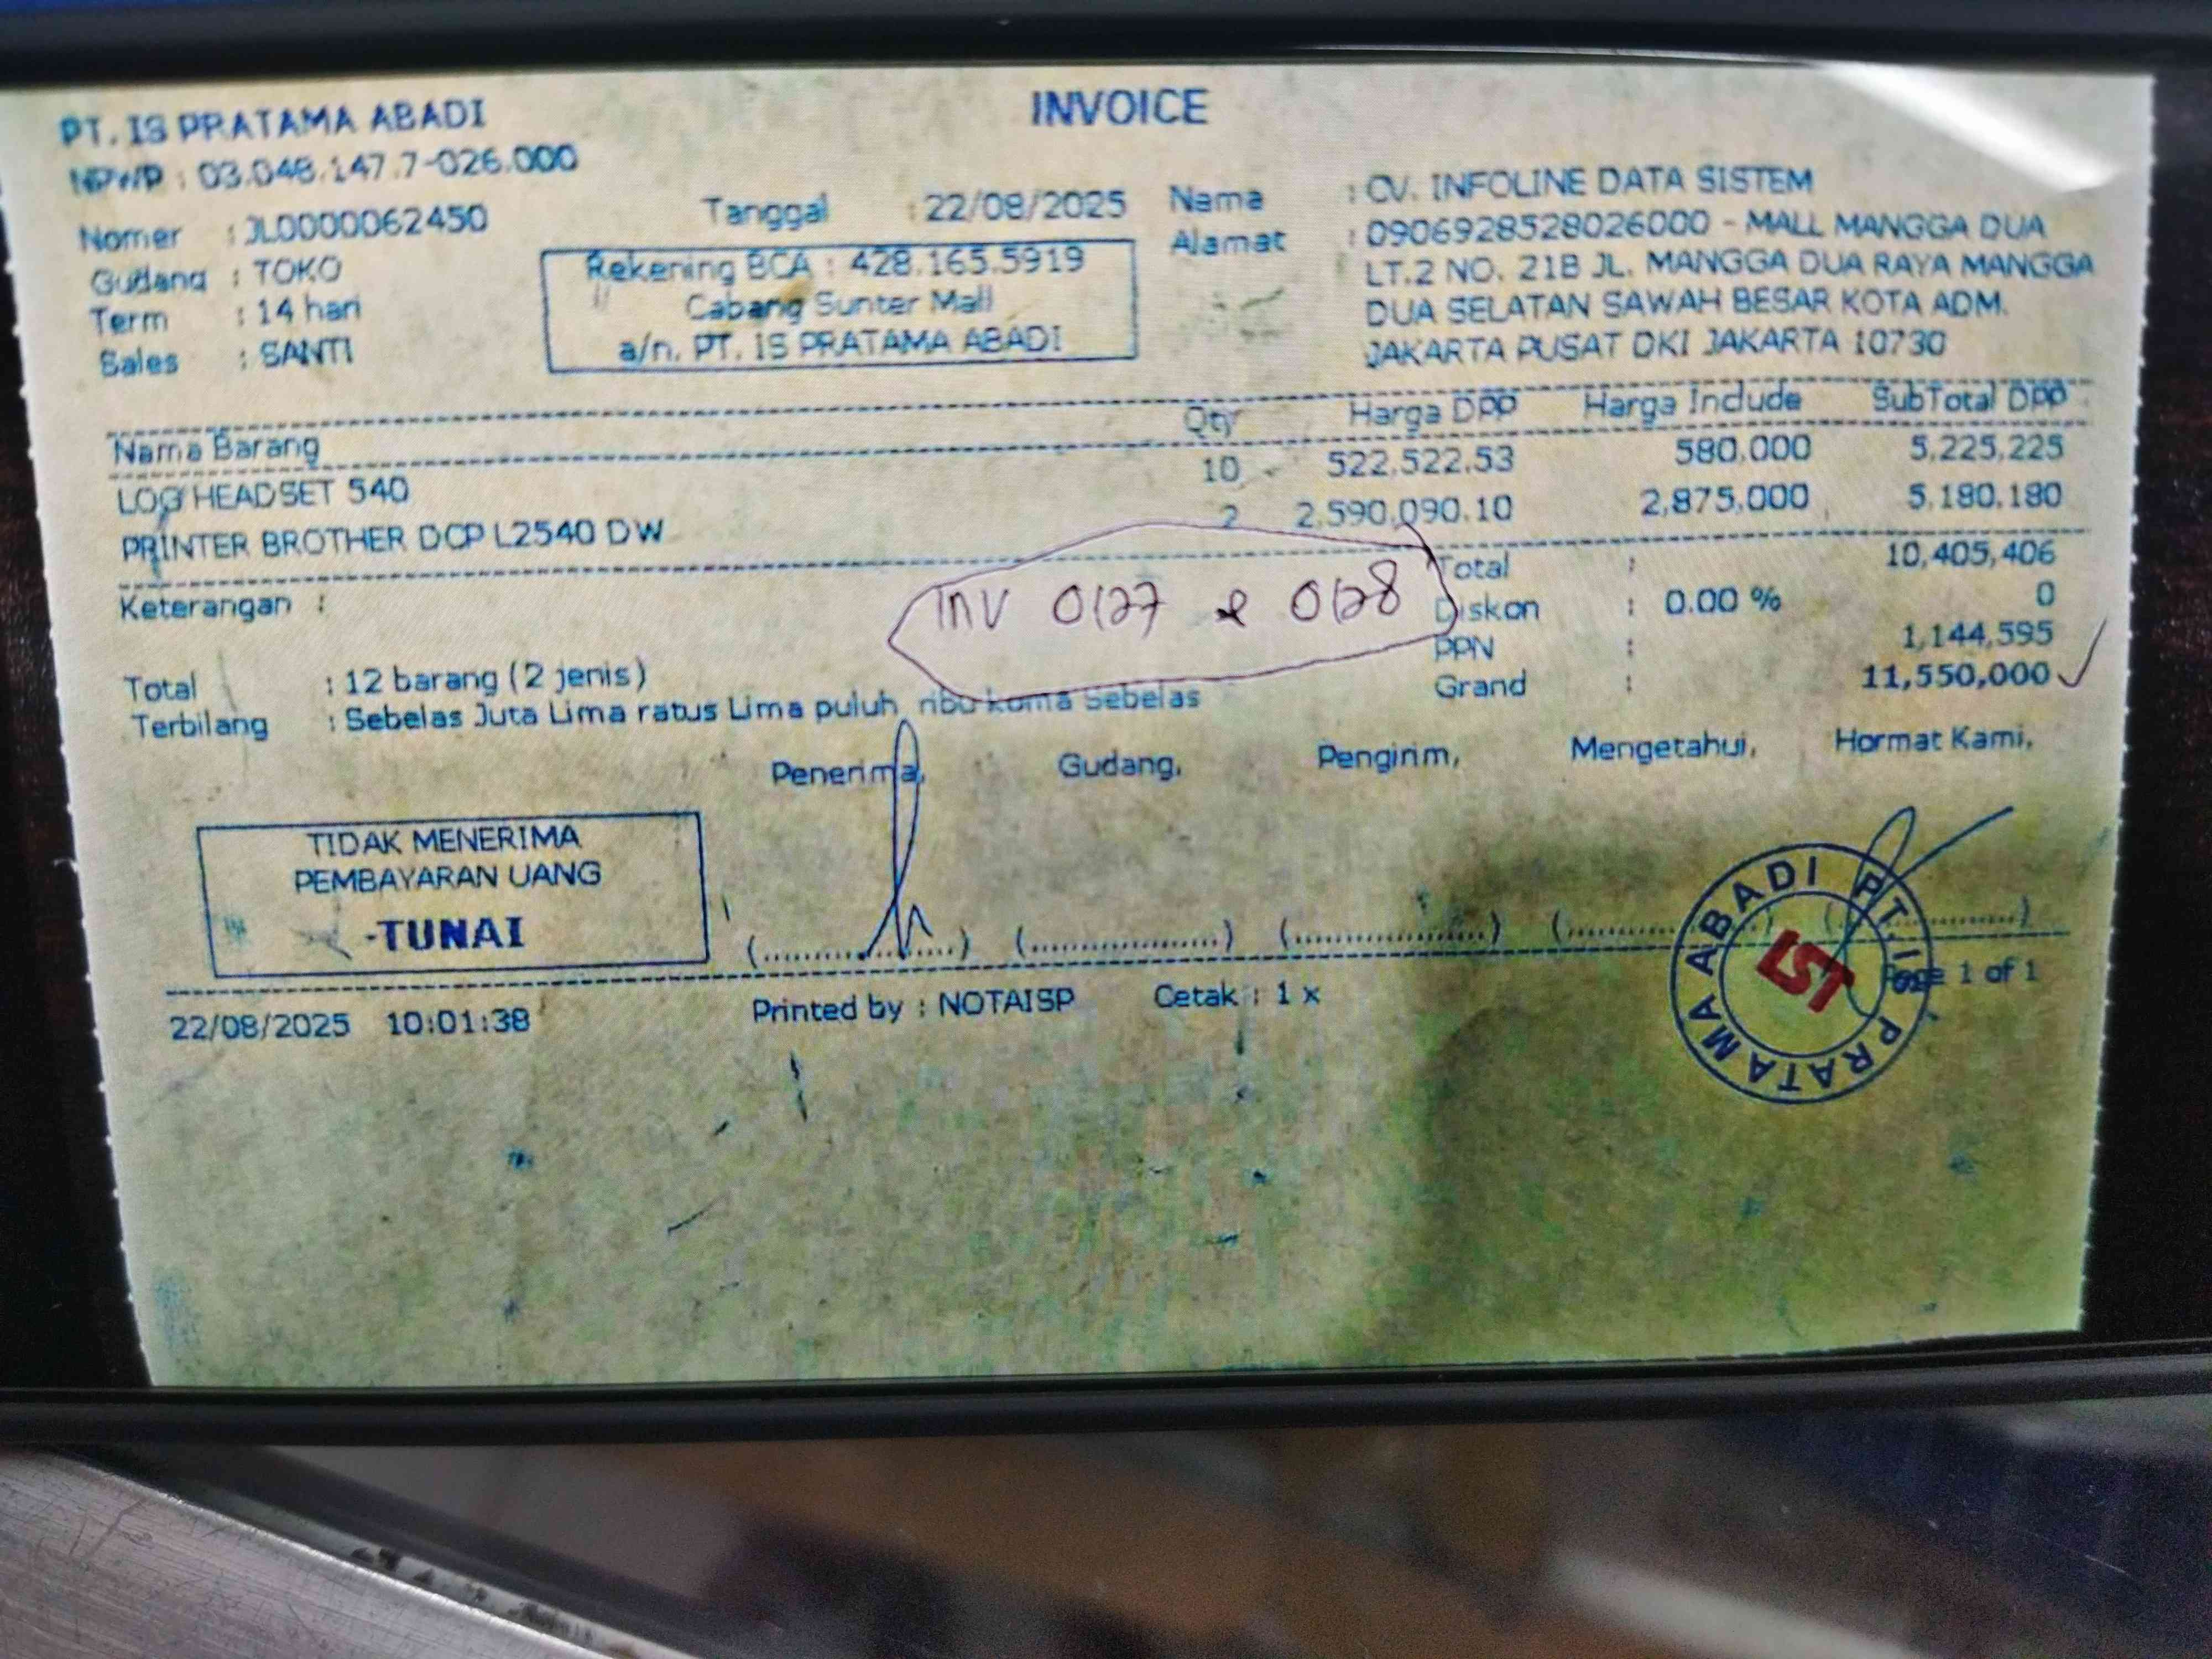 PT. IS PRATAMA ABADI
INVOICE
NPWP : 03.048.147.7-026.000
Nomer : JL0000062450
Gudang : TOKO
Term : 14 hari
Sales : SANTI
Tanggal : 22/08/2025
Rekening BCA : 428.165.5919
Cabang Sunter Mall
a/n. PT. IS PRATAMA ABADI
Nama : CV. INFOLINE DATA SISTEM
Alamat : 0906928528026000 - MALL MANGGA DUA
LT.2 NO. 21B JL. MANGGA DUA RAYA MANGGA
DUA SELATAN SAWAH BESAR KOTA ADM.
JAKARTA PUSAT DKI JAKARTA 10730
Nama Barang Qty Harga DPP Harga Include SubTotal DPP
LOG HEADSET 540 10 522,522.53 580,000 5,225,225
PRINTER BROTHER DCP L2540 DW 2 2,590,090.10 2,875,000 5,180,180
Keterangan :
INV 0127 & 0128
Total : 10,405,406
Diskon : 0.00 % 0
PPN : 1,144,595
Grand : 11,550,000
Total : 12 barang (2 jenis)
Terbilang : Sebelas Juta Lima ratus Lima puluh ribu koma Sebelas
Penerima, Gudang, Pengirim, Mengetahui, Hormat Kami,
TIDAK MENERIMA
PEMBAYARAN UANG
-TUNAI
PT. IS PRATAMA ABADI
IST
22/08/2025 10:01:38 Printed by : NOTAISP Cetak : 1 x Page 1 of 1